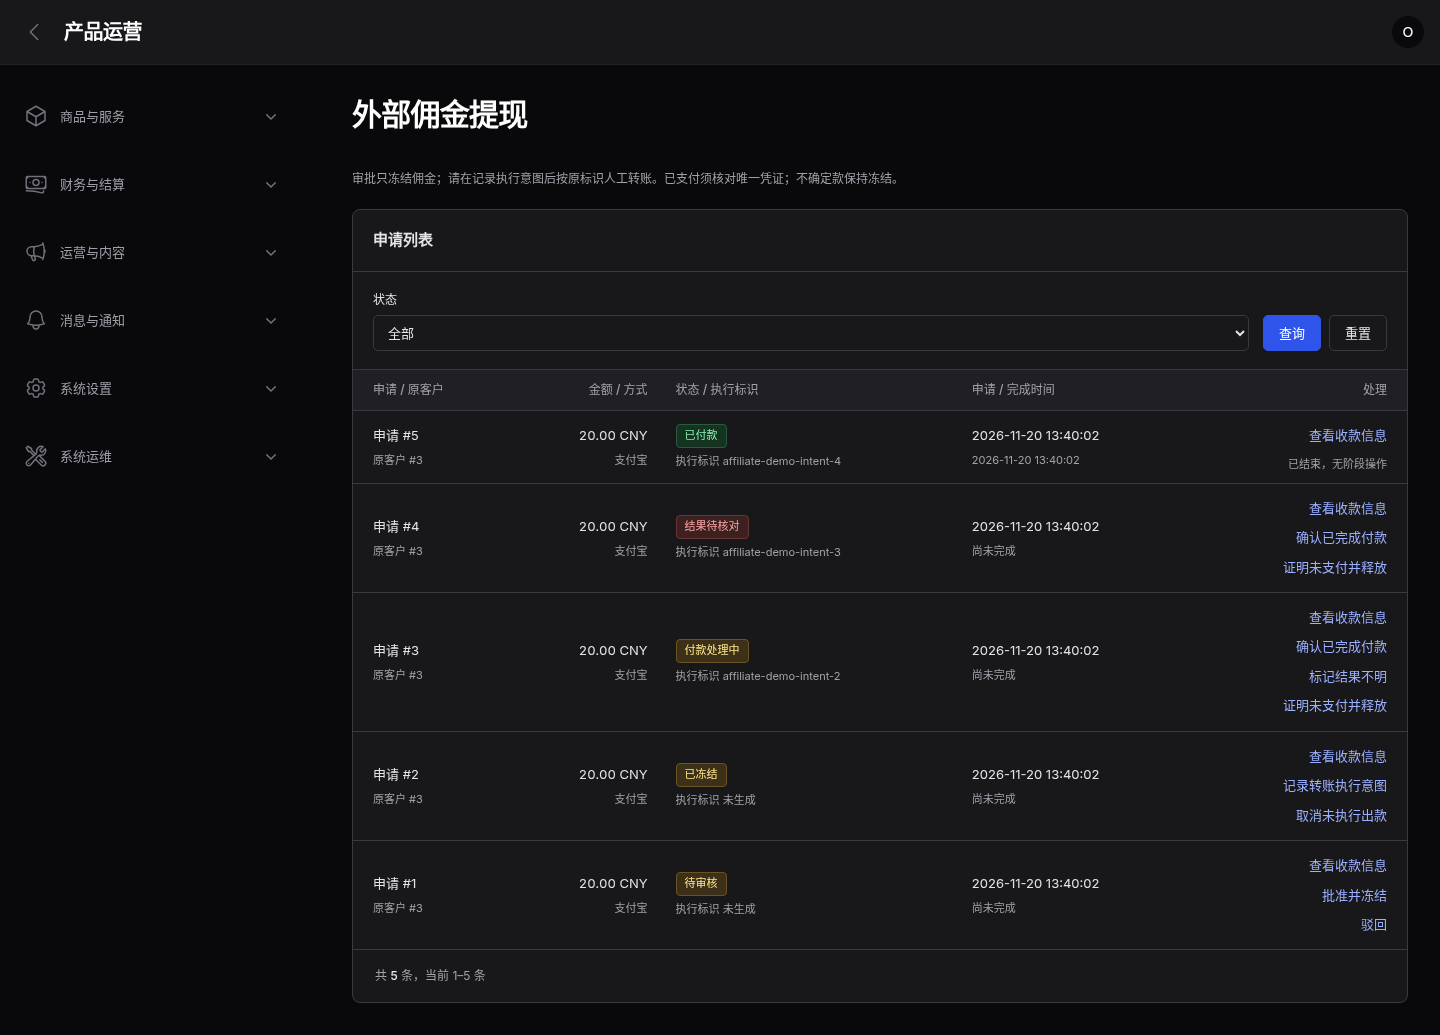 产品运营
O
商品与服务
财务与结算
运营与内容
消息与通知
系统设置
系统运维
外部佣金提现
审批只冻结佣金；请在记录执行意图后按原标识人工转账。已支付须核对唯一凭证；不确定款保持冻结。
申请列表
状态
全部
查询
重置
申请 / 原客户
金额 / 方式
状态 / 执行标识
申请 / 完成时间
处理
申请 #5
原客户 #3
20.00 CNY
支付宝
已付款
执行标识 affiliate-demo-intent-4
2026-11-20 13:40:02
2026-11-20 13:40:02
查看收款信息
已结束，无阶段操作
申请 #4
原客户 #3
20.00 CNY
支付宝
结果待核对
执行标识 affiliate-demo-intent-3
2026-11-20 13:40:02
尚未完成
查看收款信息
确认已完成付款
证明未支付并释放
申请 #3
原客户 #3
20.00 CNY
支付宝
付款处理中
执行标识 affiliate-demo-intent-2
2026-11-20 13:40:02
尚未完成
查看收款信息
确认已完成付款
标记结果不明
证明未支付并释放
申请 #2
原客户 #3
20.00 CNY
支付宝
已冻结
执行标识 未生成
2026-11-20 13:40:02
尚未完成
查看收款信息
记录转账执行意图
取消未执行出款
申请 #1
原客户 #3
20.00 CNY
支付宝
待审核
执行标识 未生成
2026-11-20 13:40:02
尚未完成
查看收款信息
批准并冻结
驳回
共 5 条，当前 1–5 条